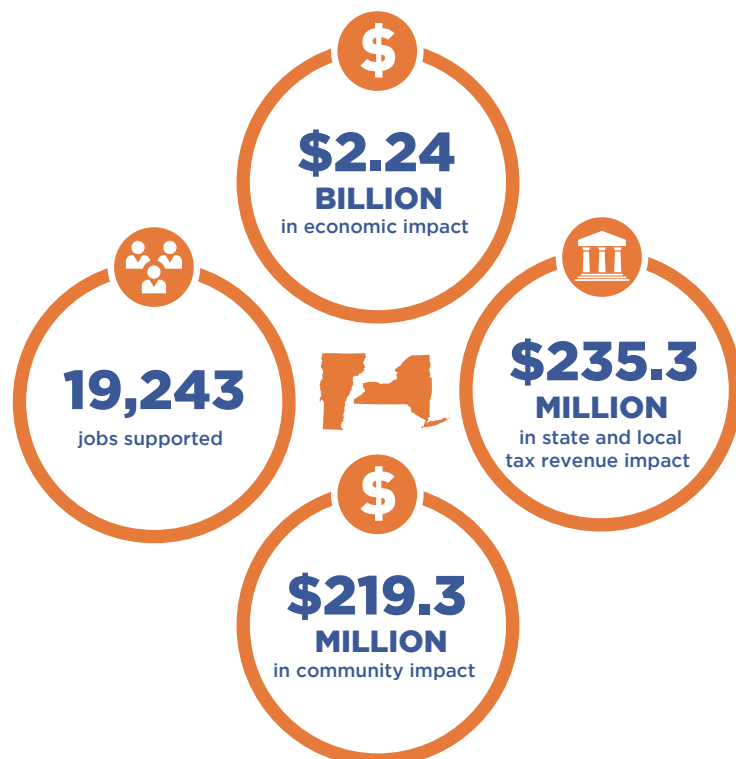 $
$2.24
BILLION
in economic impact
19,243
jobs supported
$235.3
MILLION
in state and local
tax revenue impact
$
$219.3
MILLION
in community impact